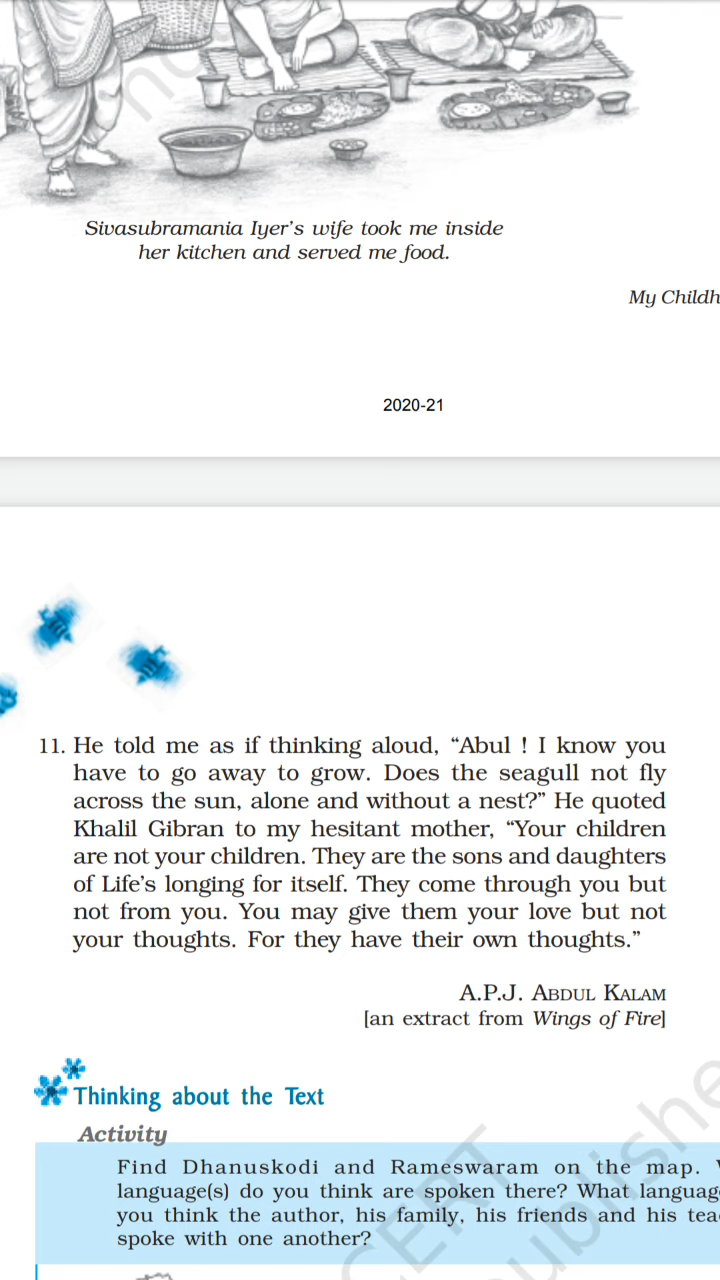 Sivasubramania Iyer's wife took me inside
her kitchen and served me food.
My Childh
2020-21
11. He told me as if thinking aloud, “Abul ! I know you
have to go away to grow. Does the seagull not fly
across the sun, alone and without a nest?” He quoted
Khalil Gibran to my hesitant mother, “Your children
are not your children. They are the sons and daughters
of Life’s longing for itself. They come through you but
not from you. You may give them your love but not
your thoughts. For they have their own thoughts.”
A.P.J. ABDUL KALAM
[an extract from Wings of Fire]
Thinking about the Text
Activity
Find Dhanuskodi and Rameswaram on the map.
language(s) do you think are spoken there? What languag
you think the author, his family, his friends and his tea
spoke with one another?